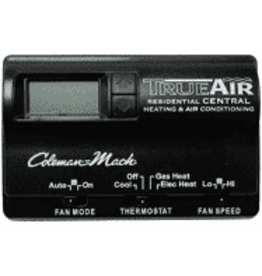 TRUEAIR
RESIDENTIAL CENTRAL
HEATING & AIR CONDITIONING
Coleman-Mach
Off Gas Heat
Auto On Cool Elec Heat Lo Hi
FAN MODE THERMOSTAT FAN SPEED